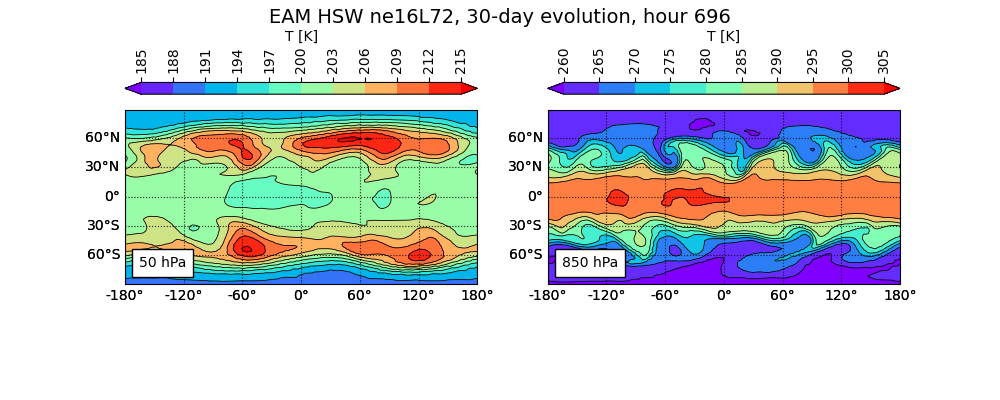 EAM HSW ne16L72, 30-day evolution, hour 696
T [K]
185 188 191 194 197 200 203 206 209 212 215
60°N
30°N
0°
30°S
60°S
50 hPa
-180° -120° -60° 0° 60° 120° 180°
T [K]
260 265 270 275 280 285 290 295 300 305
60°N
30°N
0°
30°S
60°S
850 hPa
-180° -120° -60° 0° 60° 120° 180°